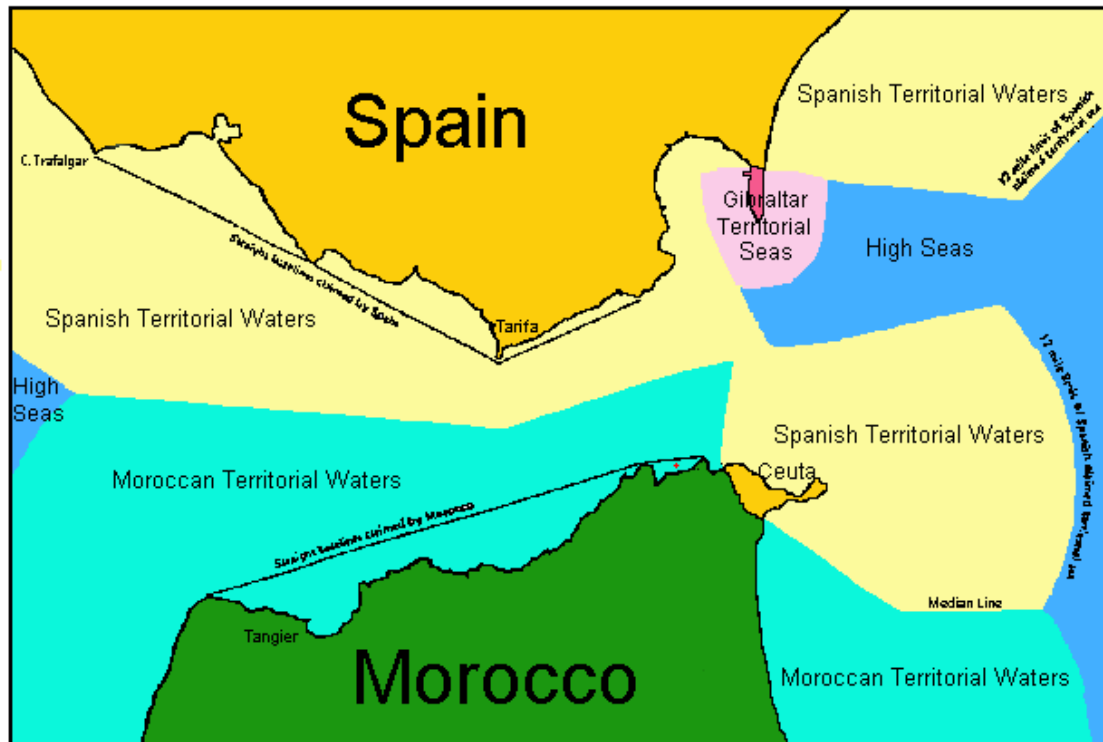 Spain
Spanish Territorial Waters
12 mile limit of Spanish
claimed territorial sea
C. Trafalgar
Gibraltar
Territorial
Seas
High Seas
Straight baselines claimed by Spain
Spanish Territorial Waters
Tarifa
High
Seas
12 mile limit of Spanish claimed territorial sea
Spanish Territorial Waters
Ceuta
Moroccan Territorial Waters
Straight baselines claimed by Morocco
Median Line
Tangier
Morocco
Moroccan Territorial Waters